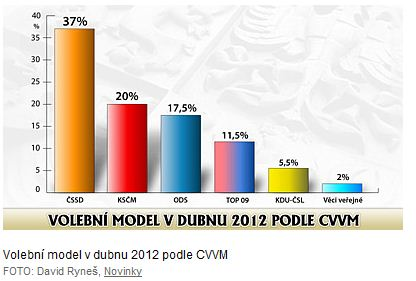 %
40
35
30
25
20
15
10
5
0
37%
20%
17,5%
11,5%
5,5%
2%
ČSSD
KSČM
ODS
TOP 09
KDU-ČSL
Věci veřejné
VOLEBNÍ MODEL V DUBNU 2012 PODLE CVVM
Volební model v dubnu 2012 podle CVVM
FOTO: David Ryneš, Novinky